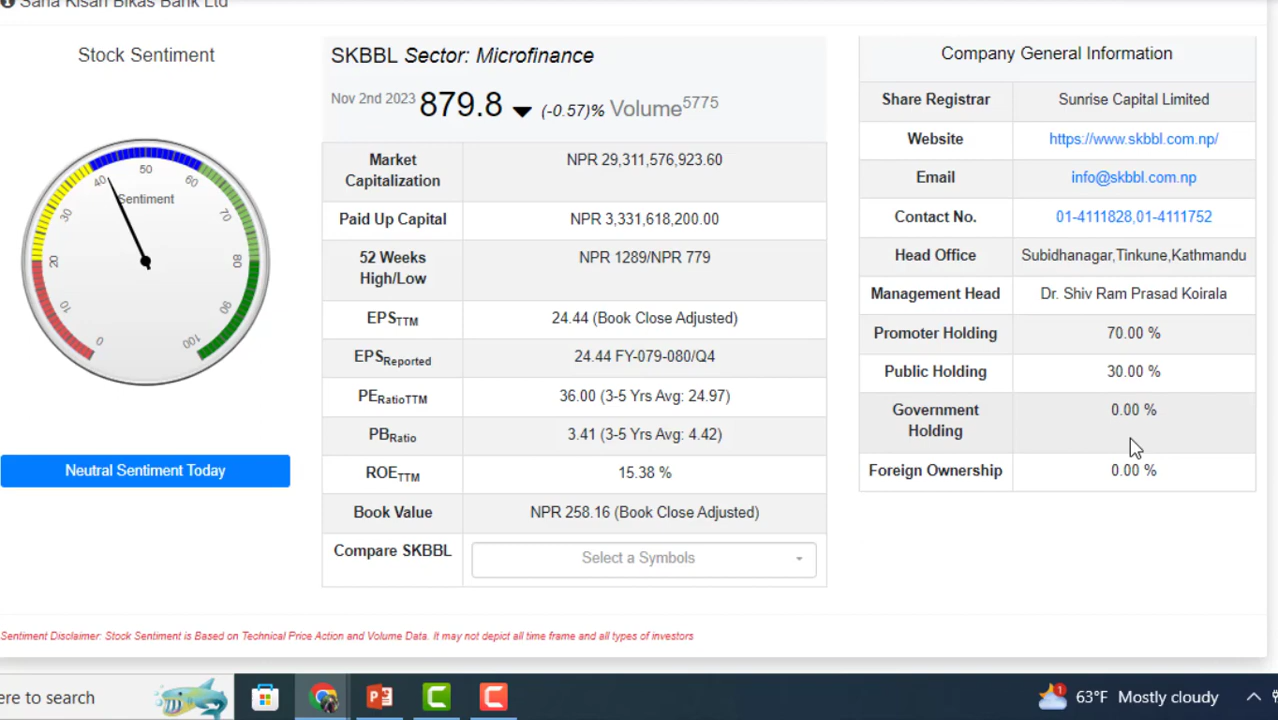 Sana Kisan Bikas Bank Ltd
Stock Sentiment
0
10
20
30
40
50
60
70
80
90
100
Sentiment
Neutral Sentiment Today
SKBBL Sector: Microfinance
Nov 2nd 2023 879.8 (-0.57)% Volume 5775
Market Capitalization NPR 29,311,576,923.60
Paid Up Capital NPR 3,331,618,200.00
52 Weeks High/Low NPR 1289/NPR 779
EPSTTM 24.44 (Book Close Adjusted)
EPSReported 24.44 FY-079-080/Q4
PERatioTTM 36.00 (3-5 Yrs Avg: 24.97)
PBRatio 3.41 (3-5 Yrs Avg: 4.42)
ROETTM 15.38 %
Book Value NPR 258.16 (Book Close Adjusted)
Compare SKBBL Select a Symbols
Company General Information
Share Registrar Sunrise Capital Limited
Website https://www.skbbl.com.np/
Email info@skbbl.com.np
Contact No. 01-4111828,01-4111752
Head Office Subidhanagar,Tinkune,Kathmandu
Management Head Dr. Shiv Ram Prasad Koirala
Promoter Holding 70.00 %
Public Holding 30.00 %
Government Holding 0.00 %
Foreign Ownership 0.00 %
Sentiment Disclaimer: Stock Sentiment is Based on Technical Price Action and Volume Data. It may not depict all time frame and all types of investors
ere to search
1
63°F Mostly cloudy